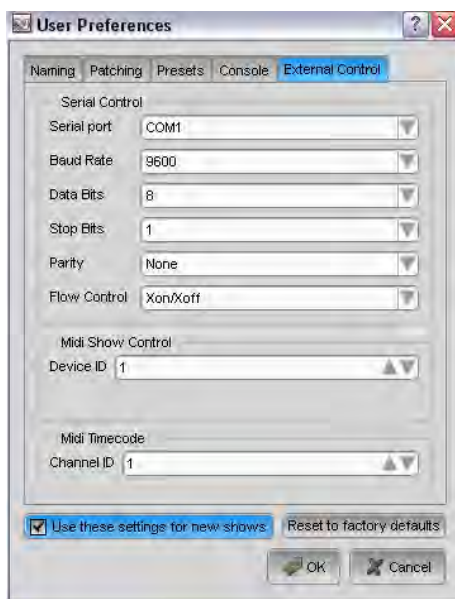 User Preferences ?
Naming Patching Presets Console External Control
Serial Control
Serial port COM1
Baud Rate 9600
Data Bits 8
Stop Bits 1
Parity None
Flow Control Xon/Xoff
Midi Show Control
Device ID 1
Midi Timecode
Channel ID 1
Use these settings for new shows Reset to factory defaults
OK Cancel